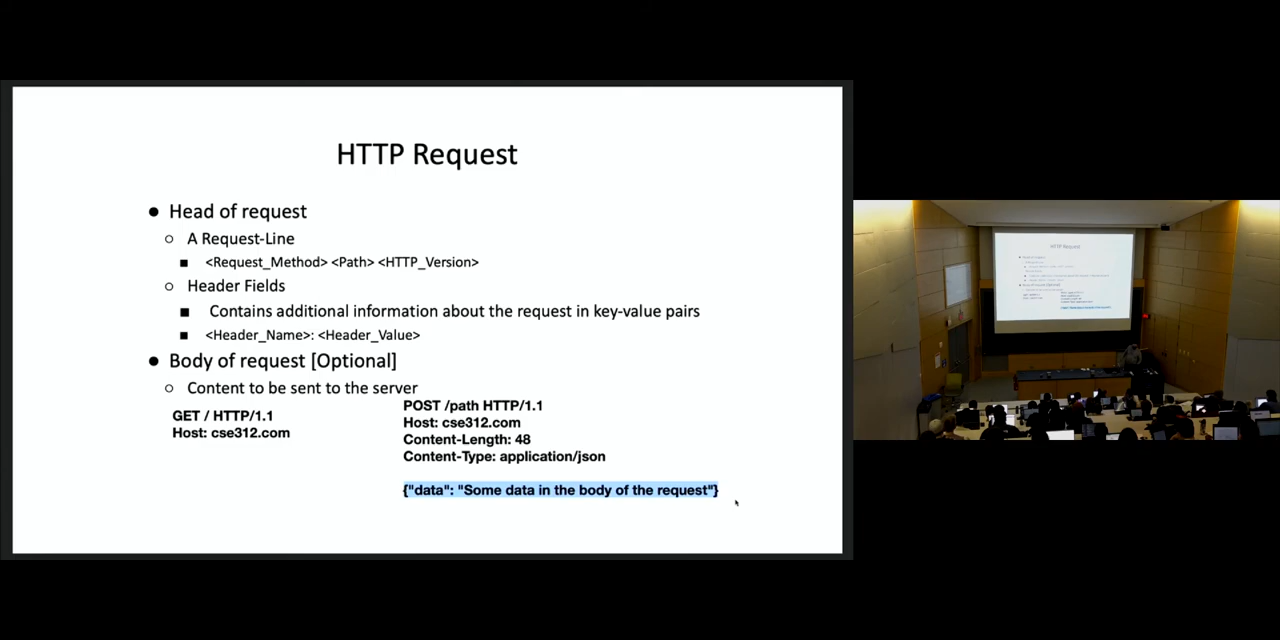 HTTP Request
● Head of request
○ A Request-Line
■ <Request_Method> <Path> <HTTP_Version>
○ Header Fields
■ Contains additional information about the request in key-value pairs
■ <Header_Name>: <Header_Value>
● Body of request [Optional]
○ Content to be sent to the server
GET / HTTP/1.1
Host: cse312.com
POST /path HTTP/1.1
Host: cse312.com
Content-Length: 48
Content-Type: application/json
{"data": "Some data in the body of the request"}
HTTP Request